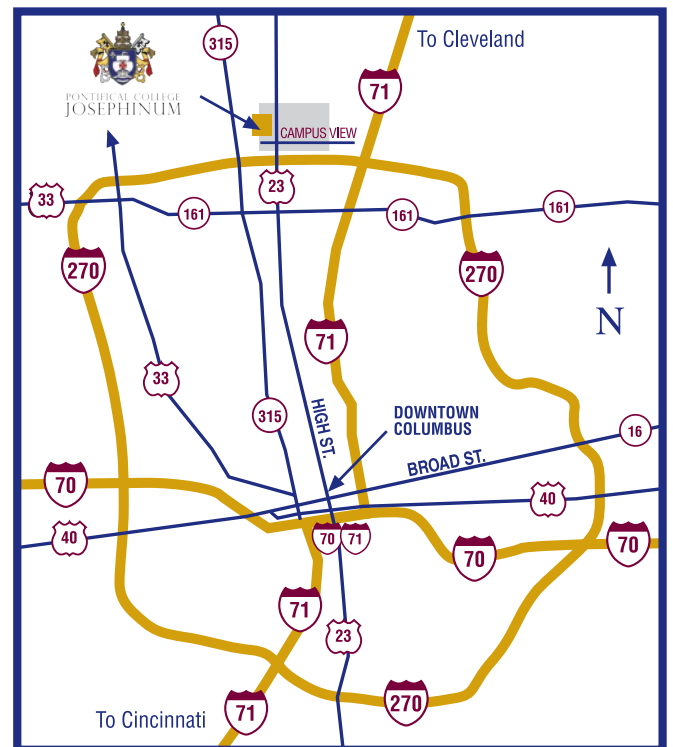 315
To Cleveland
71
PONTIFICAL COLLEGE
JOSEPHINUM
CAMPUS VIEW
23
33
161
161
161
270
270
N
71
33
HIGH ST.
315
DOWNTOWN
COLUMBUS
BROAD ST.
16
70
40
40
70
71
70
70
71
23
270
71
To Cincinnati